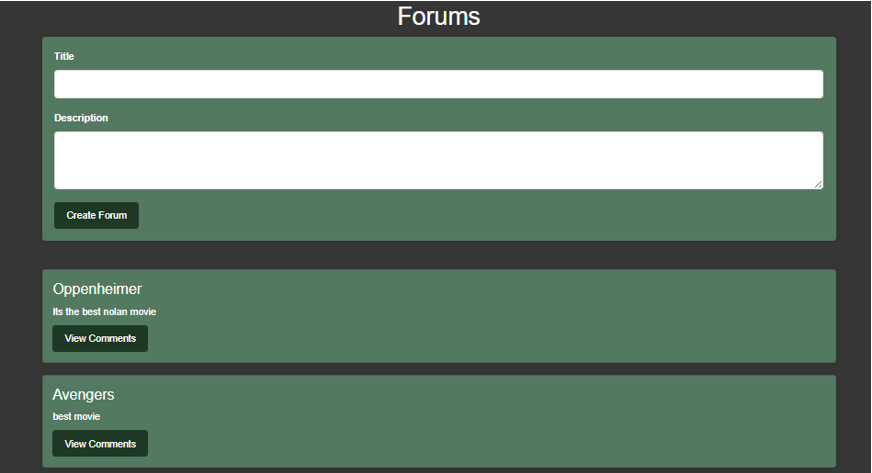 Forums
Title
Description
Create Forum
Oppenheimer
Its the best nolan movie
View Comments
Avengers
best movie
View Comments